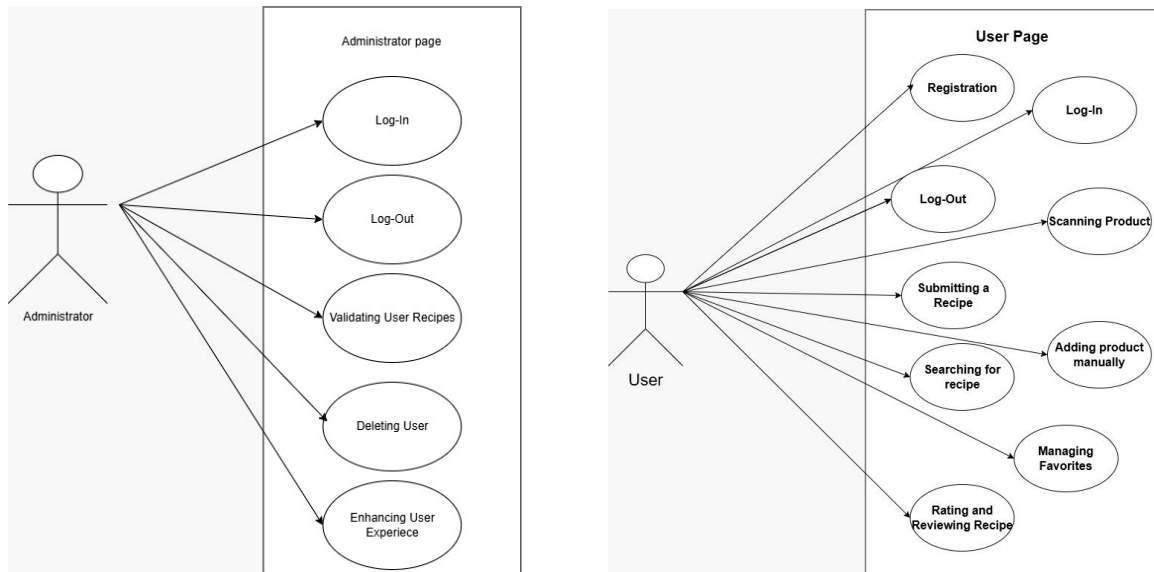 Administrator page
Log-In
Log-Out
Validating User Recipes
Deleting User
Enhancing User
Experiece
Administrator
User Page
Registration
Log-In
Log-Out
Scanning Product
Submitting a
Recipe
Adding product
manually
Searching for
recipe
Managing
Favorites
Rating and
Reviewing Recipe
User